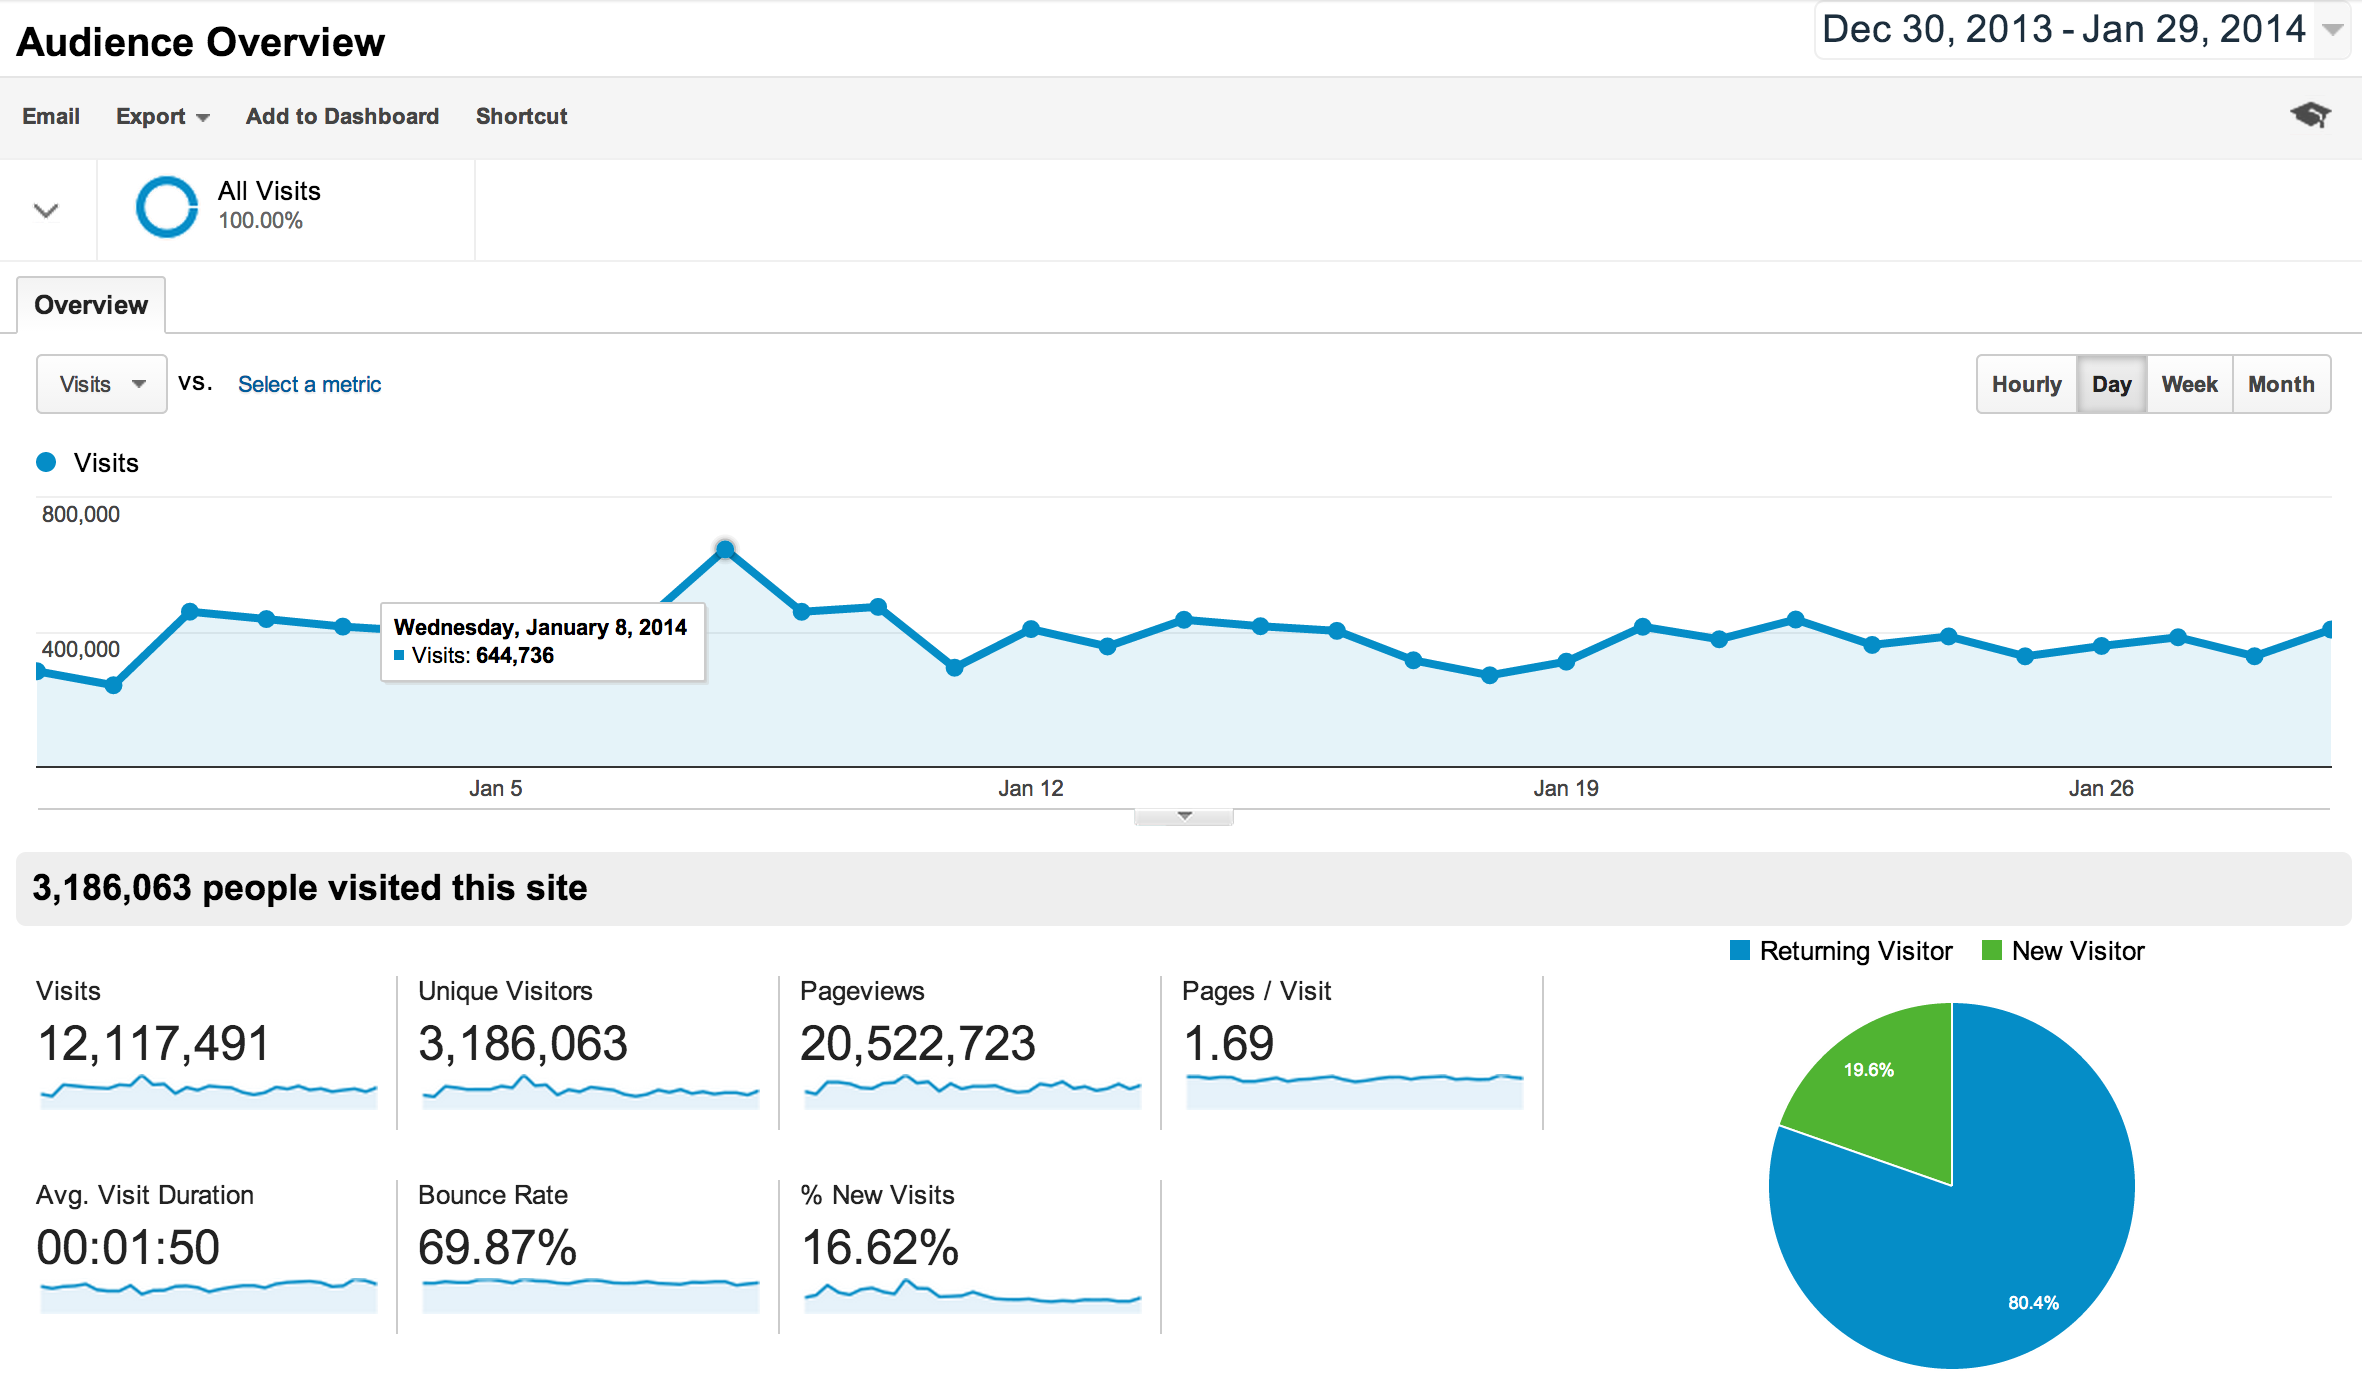 Audience Overview
Dec 30, 2013 - Jan 29, 2014
Email Export Add to Dashboard Shortcut
All Visits
100.00%
Overview
Visits vs. Select a metric
Hourly Day Week Month
Visits
800,000
400,000
Wednesday, January 8, 2014
Visits: 644,736
Jan 5 Jan 12 Jan 19 Jan 26
3,186,063 people visited this site
Returning Visitor New Visitor
Visits
12,117,491
Unique Visitors
3,186,063
Pageviews
20,522,723
Pages / Visit
1.69
Avg. Visit Duration
00:01:50
Bounce Rate
69.87%
% New Visits
16.62%
19.6%
80.4%